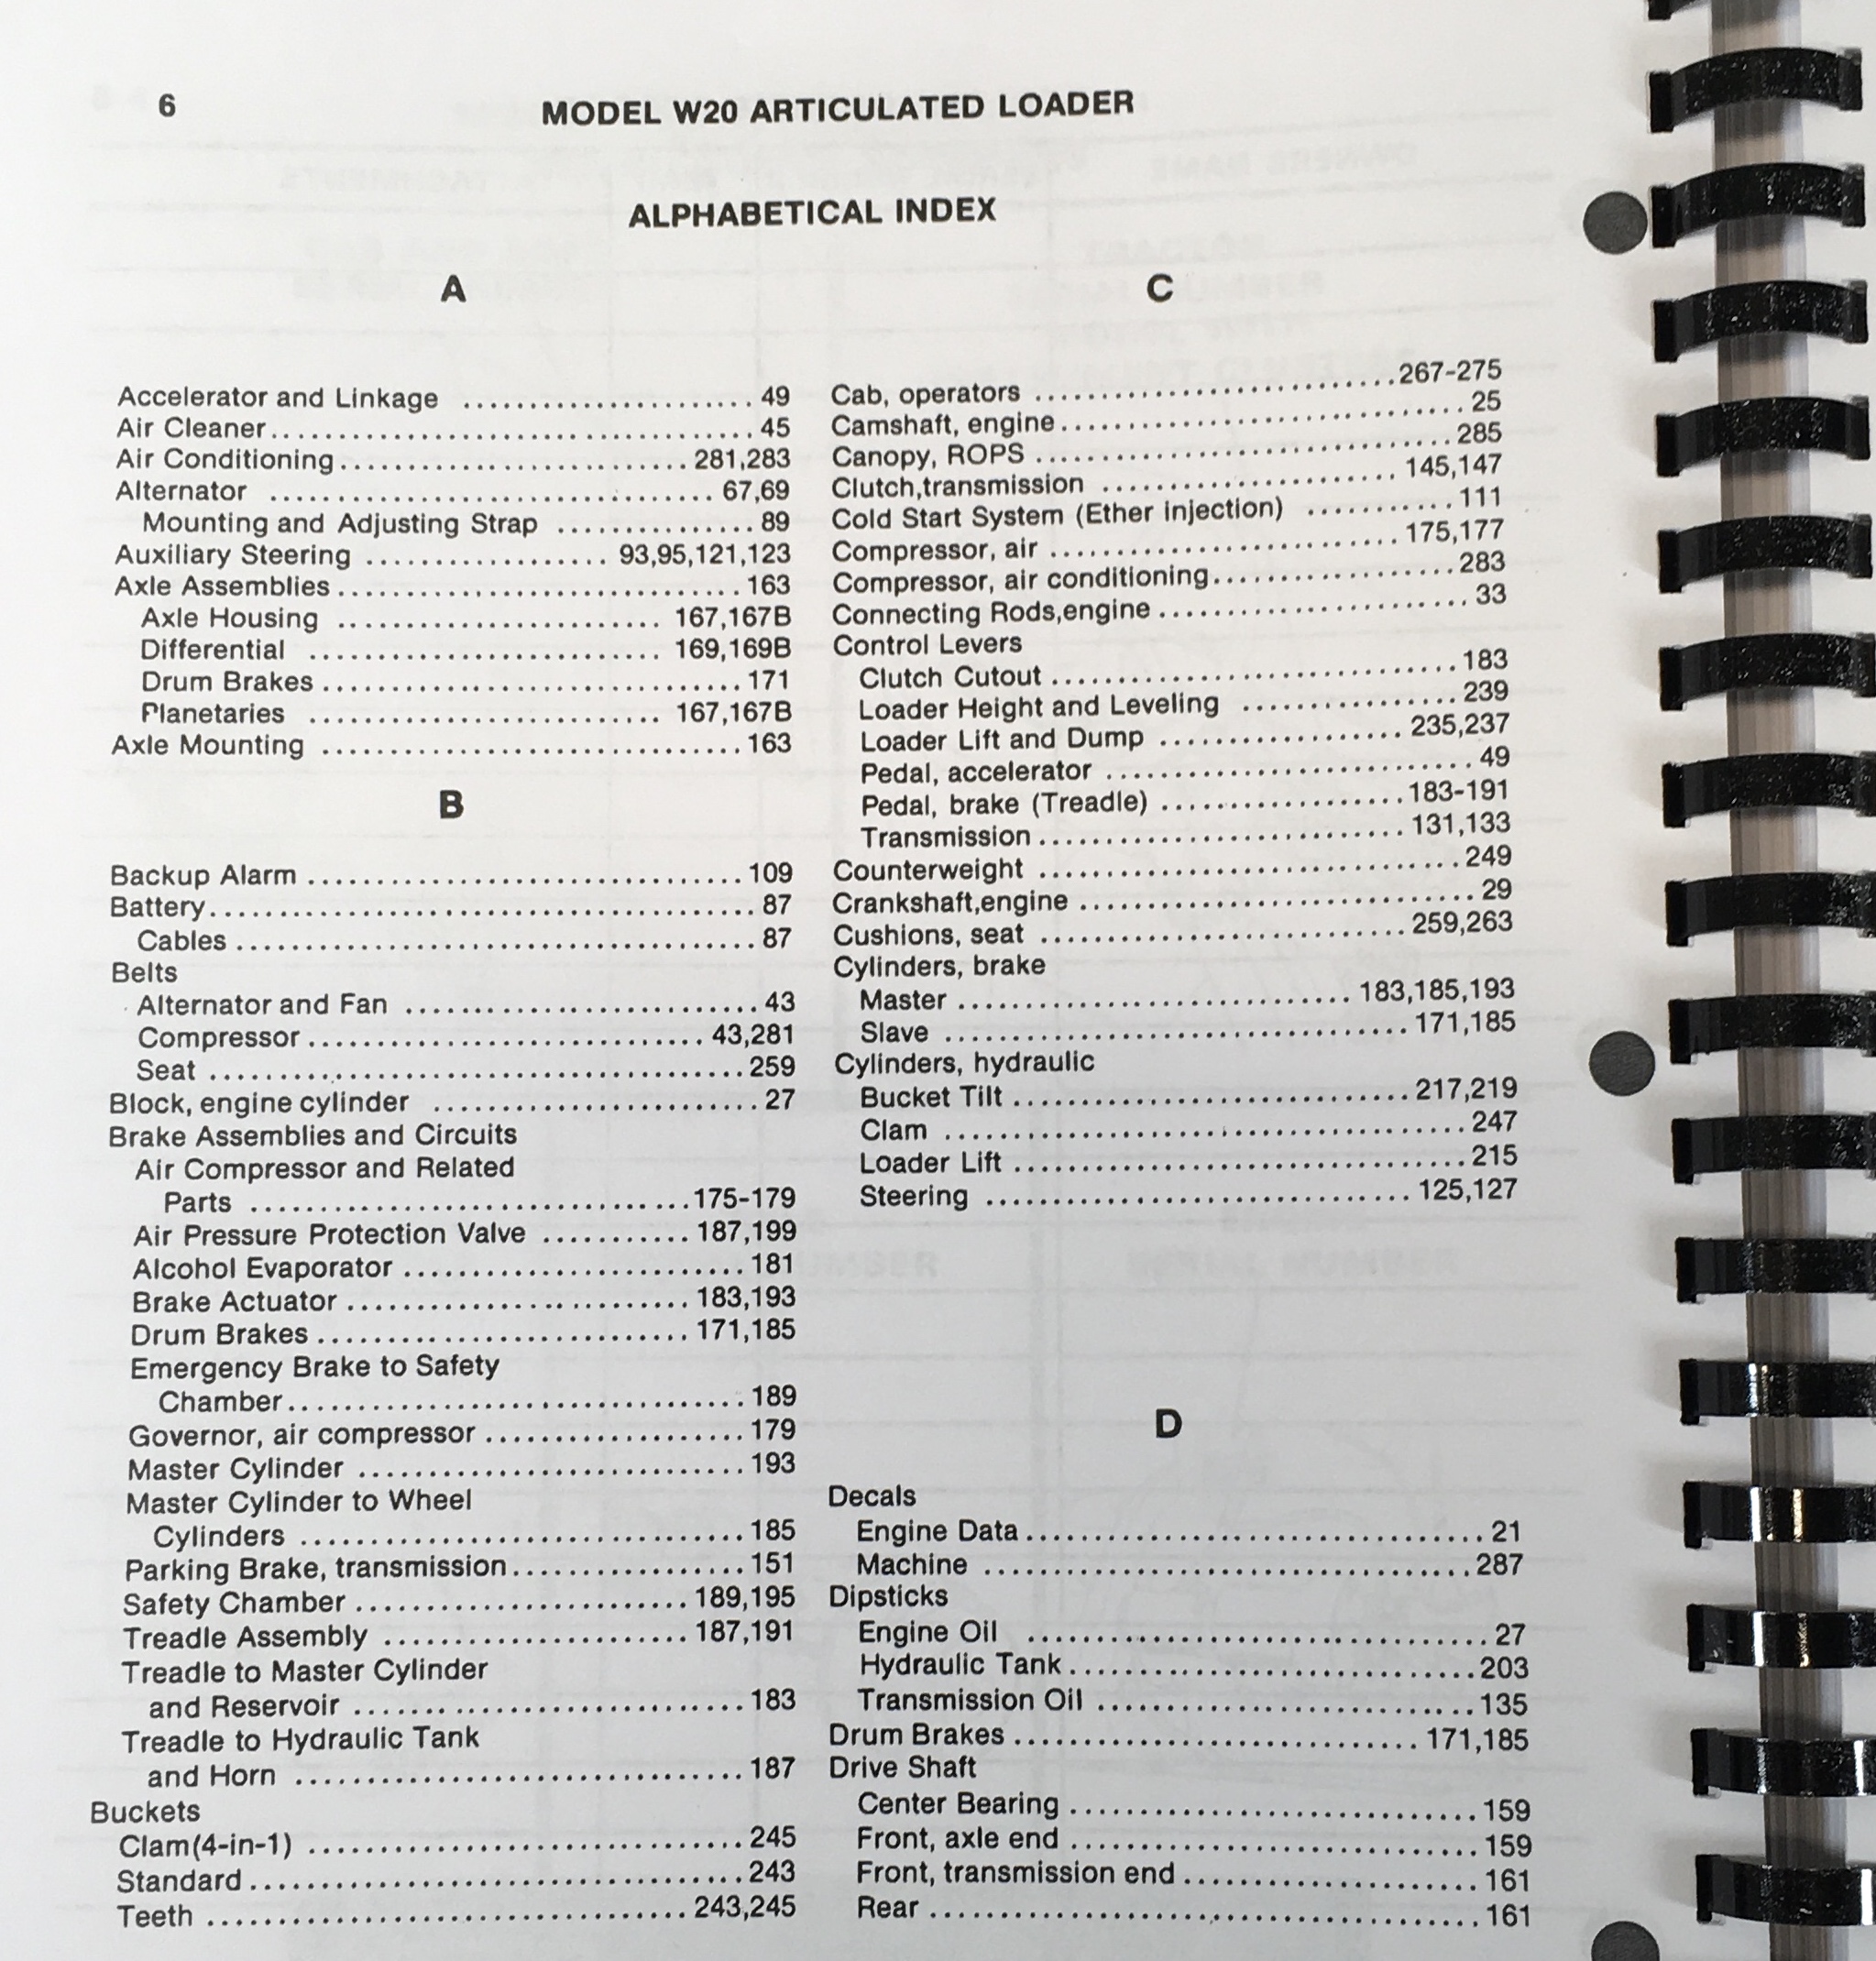 6
MODEL W20 ARTICULATED LOADER
ALPHABETICAL INDEX
A
Accelerator and Linkage ...................... 49
Air Cleaner.................................... 45
Air Conditioning.......................... 281,283
Alternator ................................. 67,69
Mounting and Adjusting Strap ............... 89
Auxiliary Steering .................. 93,95,121,123
Axle Assemblies.............................. 163
Axle Housing ........................ 167,167B
Differential .......................... 169,169B
Drum Brakes............................... 171
Planetaries .......................... 167,167B
Axle Mounting ............................... 163
B
Backup Alarm ................................ 109
Battery......................................... 87
Cables ....................................... 87
Belts
Alternator and Fan .......................... 43
Compressor.............................. 43,281
Seat ........................................ 259
Block, engine cylinder ........................ 27
Brake Assemblies and Circuits
Air Compressor and Related
Parts ................................ 175-179
Air Pressure Protection Valve ........... 187,199
Alcohol Evaporator ......................... 181
Brake Actuator ......................... 183,193
Drum Brakes........................... 171,185
Emergency Brake to Safety
Chamber.................................. 189
Governor, air compressor ................... 179
Master Cylinder ............................ 193
Master Cylinder to Wheel
Cylinders ................................. 185
Parking Brake, transmission................. 151
Safety Chamber ........................ 189,195
Treadle Assembly ...................... 187,191
Treadle to Master Cylinder
and Reservoir ............................. 183
Treadle to Hydraulic Tank
and Horn ................................. 187
Buckets
Clam(4-in-1) ................................ 245
Standard.................................... 243
Teeth ................................... 243,245
C
Cab, operators ...........................267-275
Camshaft, engine.............................. 25
Canopy, ROPS ............................... 285
Clutch,transmission ...................... 145,147
Cold Start System (Ether injection) ........... 111
Compressor, air .......................... 175,177
Compressor, air conditioning.................. 283
Connecting Rods,engine ....................... 33
Control Levers
Clutch Cutout .............................. 183
Loader Height and Leveling ................ 239
Loader Lift and Dump .................. 235,237
Pedal, accelerator ............................ 49
Pedal, brake (Treadle) ..................183-191
Transmission........................... 131,133
Counterweight ............................... 249
Crankshaft,engine ............................. 29
Cushions, seat ...........................259,263
Cylinders, brake
Master ............................. 183,185,193
Slave .................................. 171,185
Cylinders, hydraulic
Bucket Tilt ..............................217,219
Clam ...................................... 247
Loader Lift ................................. 215
Steering ............................... 125,127
D
Decals
Engine Data.................................. 21
Machine .................................... 287
Dipsticks
Engine Oil ................................... 27
Hydraulic Tank.............................. 203
Transmission Oil ............................ 135
Drum Brakes.............................. 171,185
Drive Shaft
Center Bearing.............................. 159
Front, axle end .............................. 159
Front, transmission end..................... 161
Rear ........................................ 161